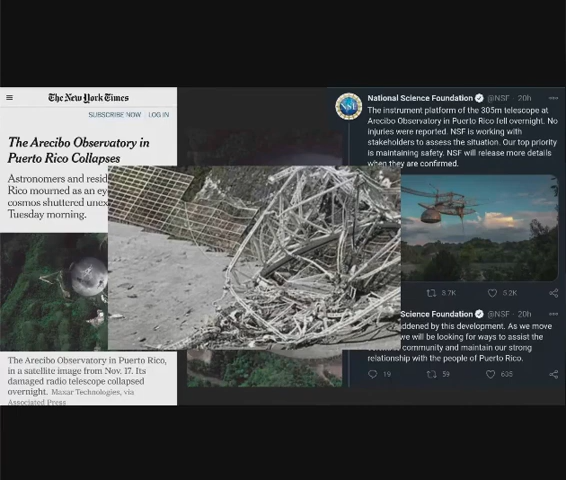 The New York Times
SUBSCRIBE NOW LOG IN
The Arecibo Observatory in
Puerto Rico Collapses
Astronomers and resid
Rico mourned as an ey
cosmos shuttered unex
Tuesday morning.
The Arecibo Observatory in Puerto Rico,
in a satellite image from Nov. 17. Its
damaged radio telescope collapsed
overnight. Maxar Technologies, via
Associated Press
National Science Foundation @NSF · 20h
The instrument platform of the 305m telescope at
Arecibo Observatory in Puerto Rico fell overnight. No
injuries were reported. NSF is working with
stakeholders to assess the situation. Our top priority
is maintaining safety. NSF will release more details
when they are confirmed.
3.7K 5.2K
Science Foundation @NSF · 20h
addened by this development. As we move
we will be looking for ways to assist the
community and maintain our strong
relationship with the people of Puerto Rico.
19 59 635